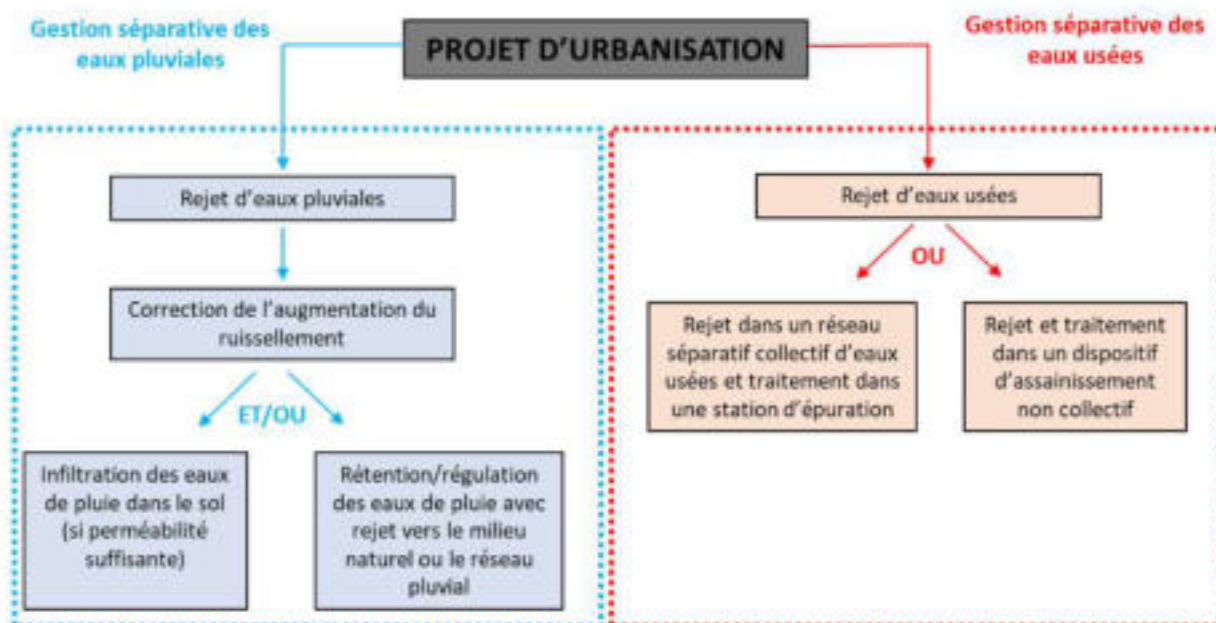 Gestion séparative des
eaux pluviales
PROJET D'URBANISATION
Gestion séparative des
eaux usées
Rejet d'eaux pluviales
Correction de l'augmentation du
ruissellement
ET/OU
Infiltration des eaux
de pluie dans le sol
(si perméabilité
suffisante)
Rétention/régulation
des eaux de pluie avec
rejet vers le milieu
naturel ou le réseau
pluvial
Rejet d'eaux usées
OU
Rejet dans un réseau
séparatif collectif d'eaux
usées et traitement dans
une station d'épuration
Rejet et traitement
dans un dispositif
d'assainissement
non collectif